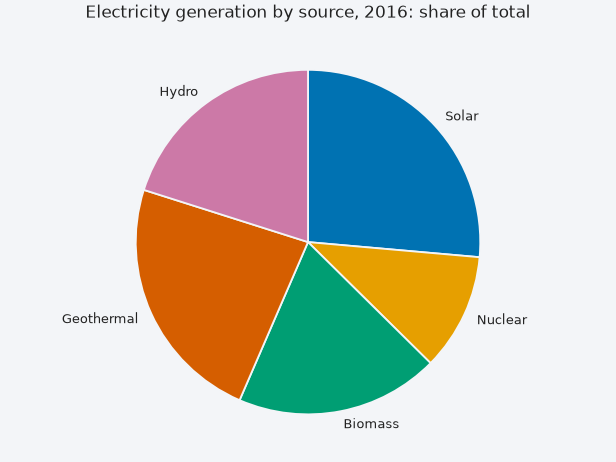 Electricity generation by source, 2016: share of total
Hydro
Solar
Geothermal
Nuclear
Biomass